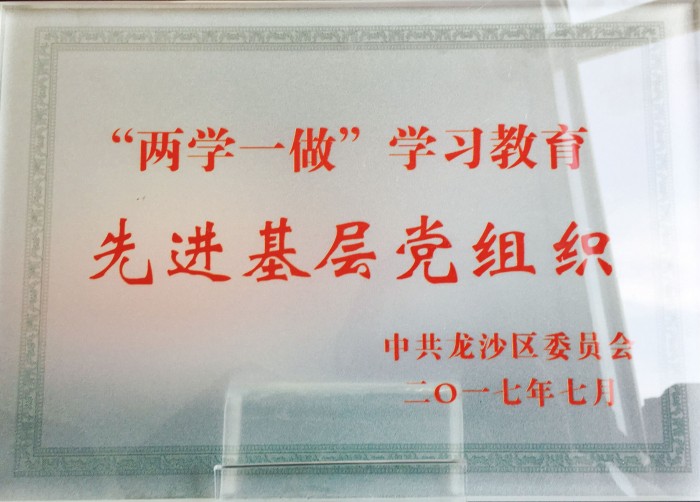 “两学一做”学习教育
先进基层党组织
中共龙沙区委员会
二〇一七年七月